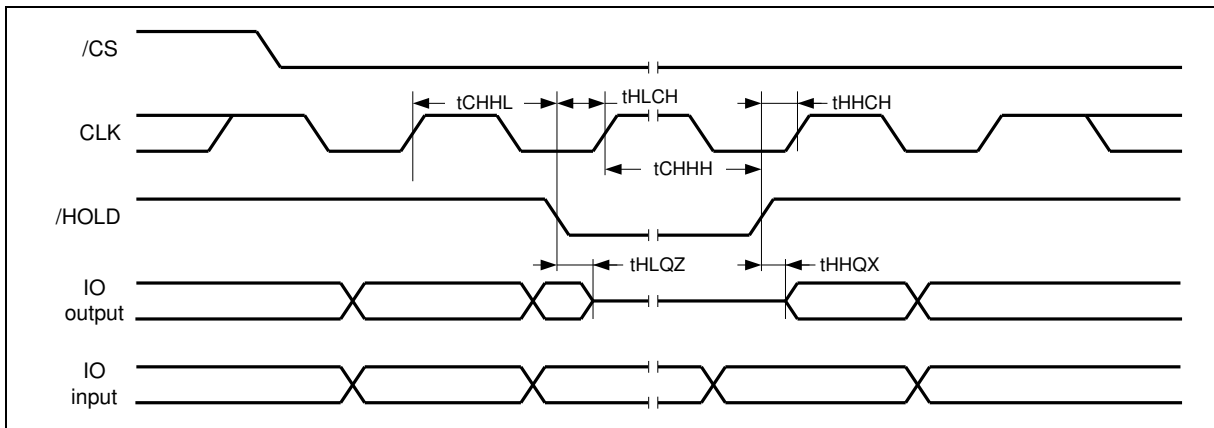 /CS
tCHHL
tHLCH
tHHCH
CLK
tCHHH
/HOLD
tHLQZ
tHHQX
IO
output
IO
input